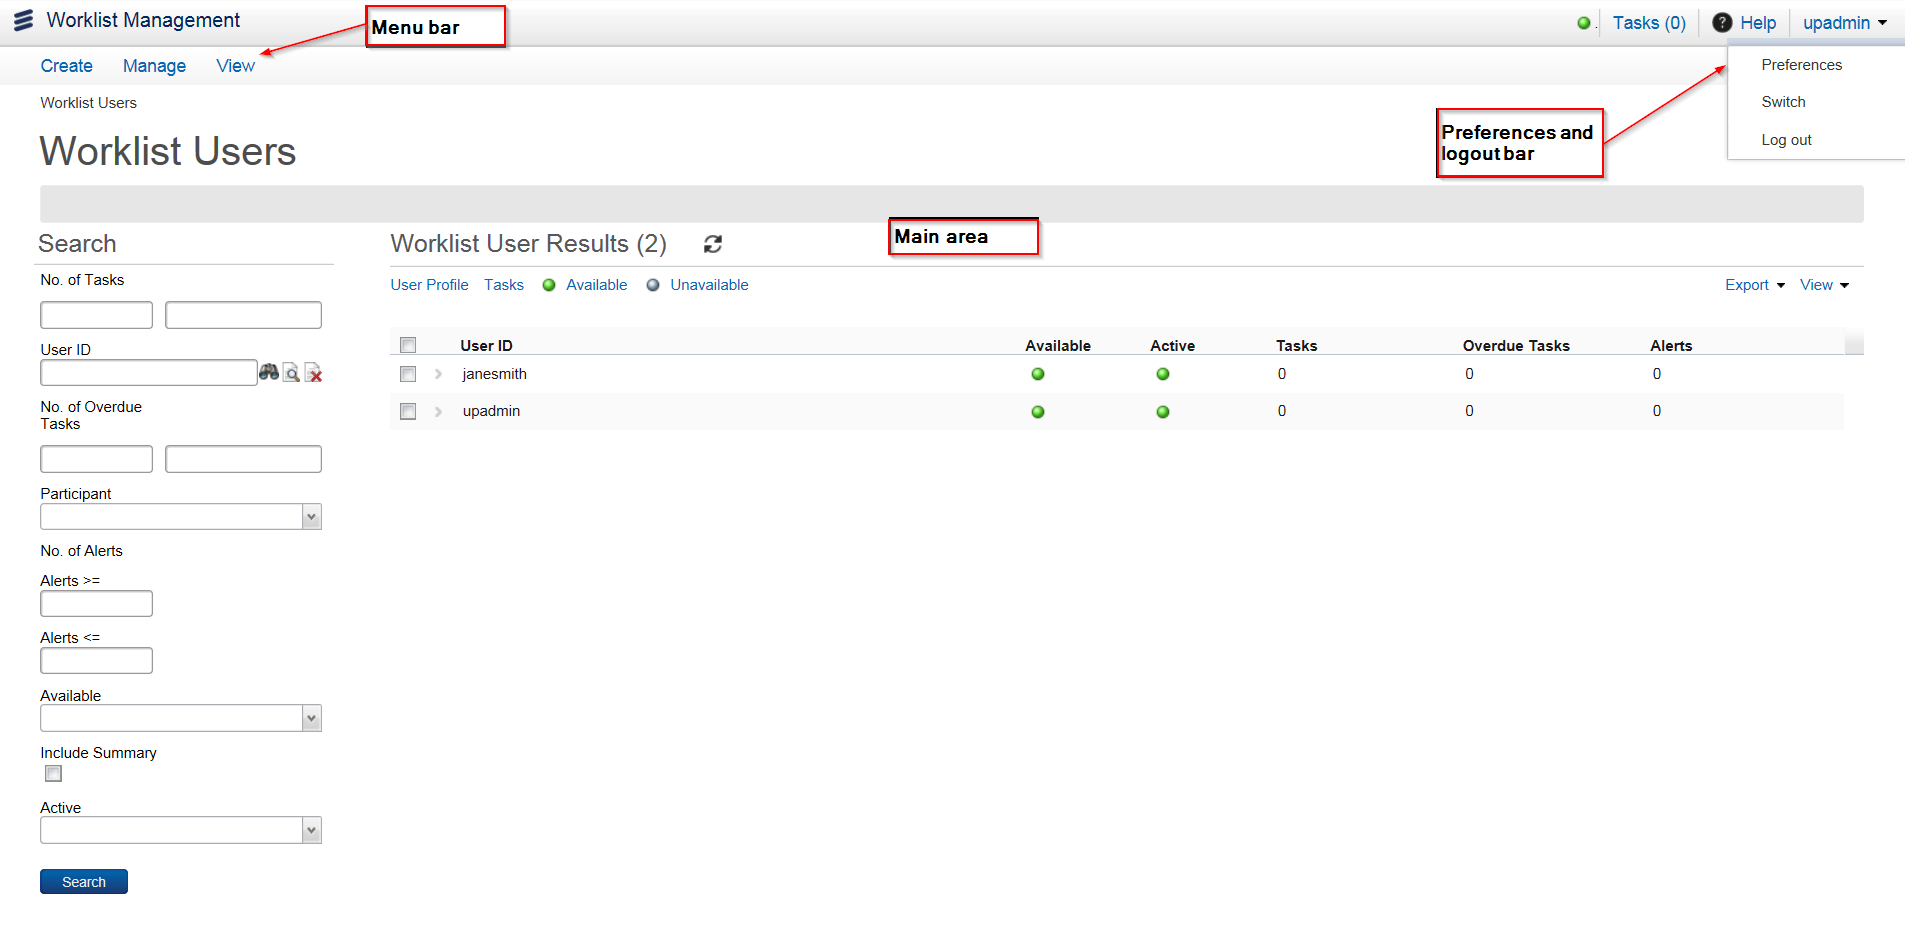 Worklist Management
Menu bar
Tasks (0)
? Help
upadmin
Create Manage View
Preferences
Switch
Log out
Worklist Users
Worklist Users
Preferences and
logout bar
Main area
Search
No. of Tasks
User ID
No. of Overdue
Tasks
Participant
No. of Alerts
Alerts >=
Alerts <=
Available
Include Summary
Active
Search
Worklist User Results (2)
User Profile Tasks Available Unavailable
Export View
User ID Available Active Tasks Overdue Tasks Alerts
janesmith 0 0 0
upadmin 0 0 0